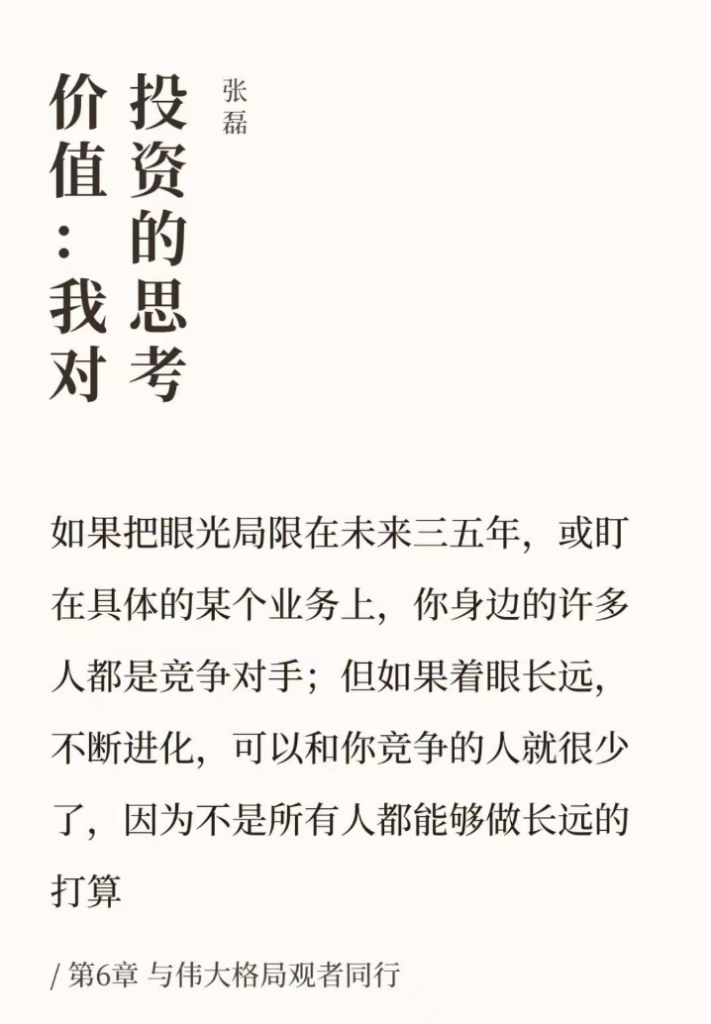 价值：我对
投资的思考
张磊
如果把眼光局限在未来三五年，或盯
在具体的某个业务上，你身边的许多
人都是竞争对手；但如果着眼长远，
不断进化，可以和你竞争的人就很少
了，因为不是所有人都能够做长远的
打算
/ 第6章 与伟大格局观者同行